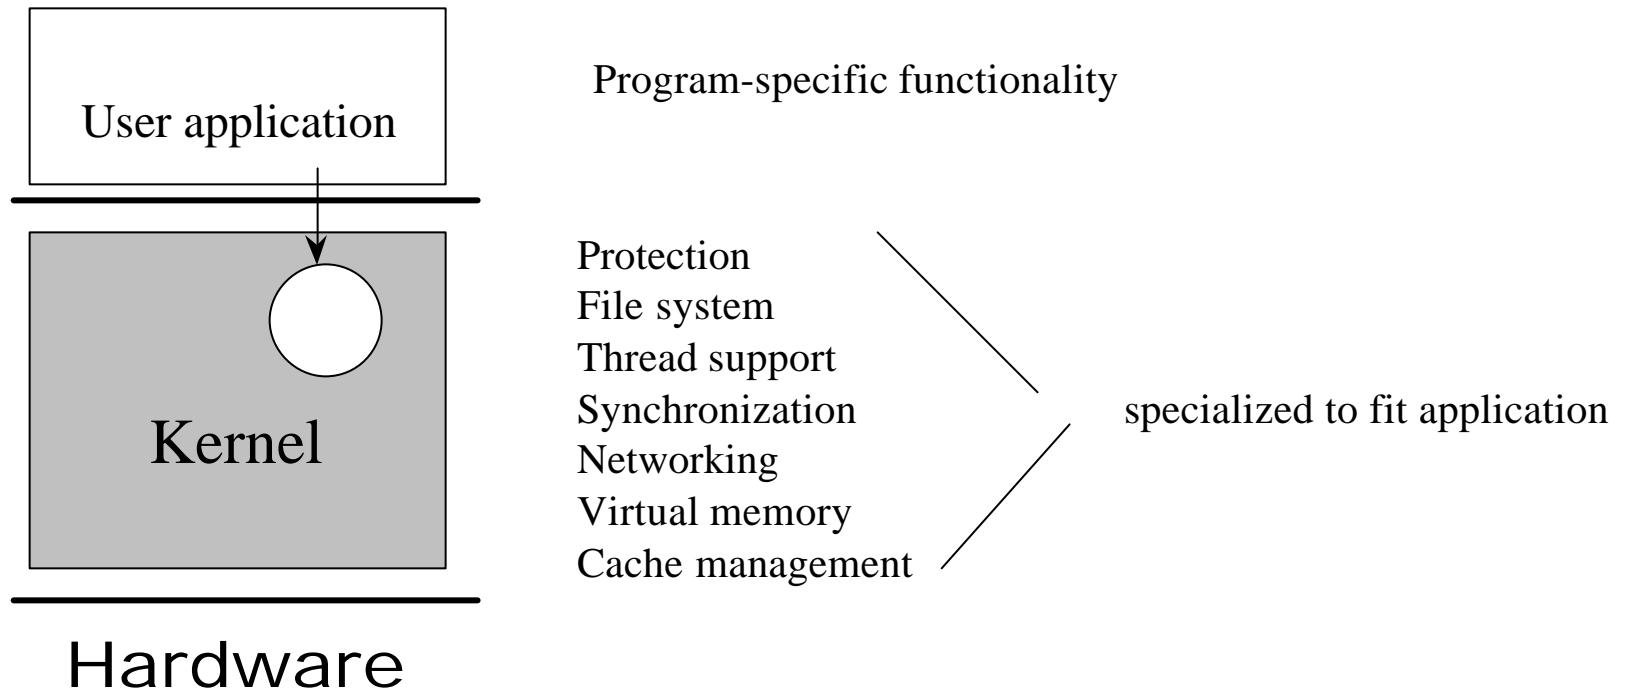 Program-specific functionality
User application
Protection
File system
Thread support
Synchronization
specialized to fit application
Kernel
Networking
Virtual memory
Cache management
Hardware